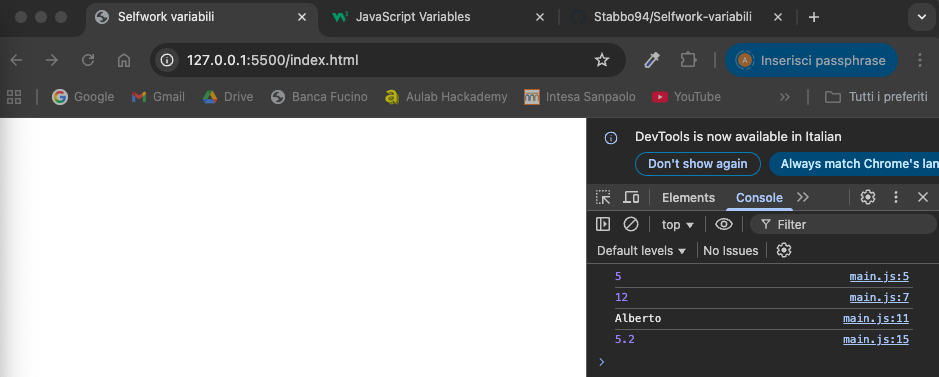 Selfwork variabili
JavaScript Variables
Stabbo94/Selfwork-variabili
127.0.0.1:5500/index.html
A Inserisci passphrase
Google Gmail Drive Banca Fucino Aulab Hackademy Intesa Sanpaolo YouTube » Tutti i preferiti
DevTools is now available in Italian
Don't show again Always match Chrome's lan
Elements Console
top Filter
Default levels No Issues
5 main.js:5
12 main.js:7
Alberto main.js:11
5.2 main.js:15